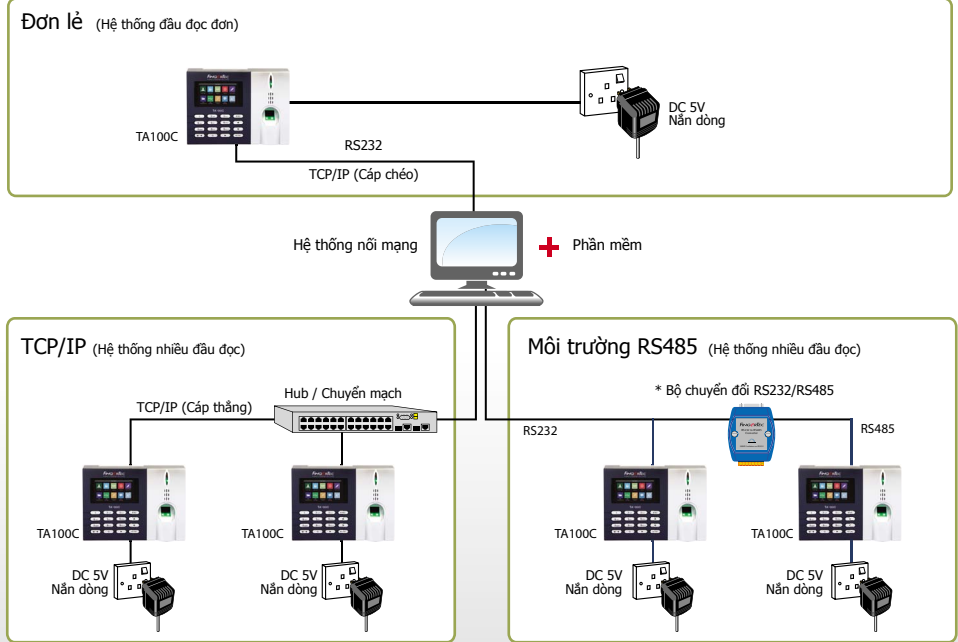 Đơn lẻ (Hệ thống đầu đọc đơn)
TA100C
DC 5V
Nắn dòng
RS232
TCP/IP (Cáp chéo)
Hệ thống nối mạng
Phần mềm
TCP/IP (Hệ thống nhiều đầu đọc)
Hub / Chuyển mạch
TCP/IP (Cáp thẳng)
TA100C
TA100C
DC 5V
Nắn dòng
DC 5V
Nắn dòng
Môi trường RS485 (Hệ thống nhiều đầu đọc)
* Bộ chuyển đổi RS232/RS485
RS232
RS485
TA100C
TA100C
DC 5V
Nắn dòng
DC 5V
Nắn dòng